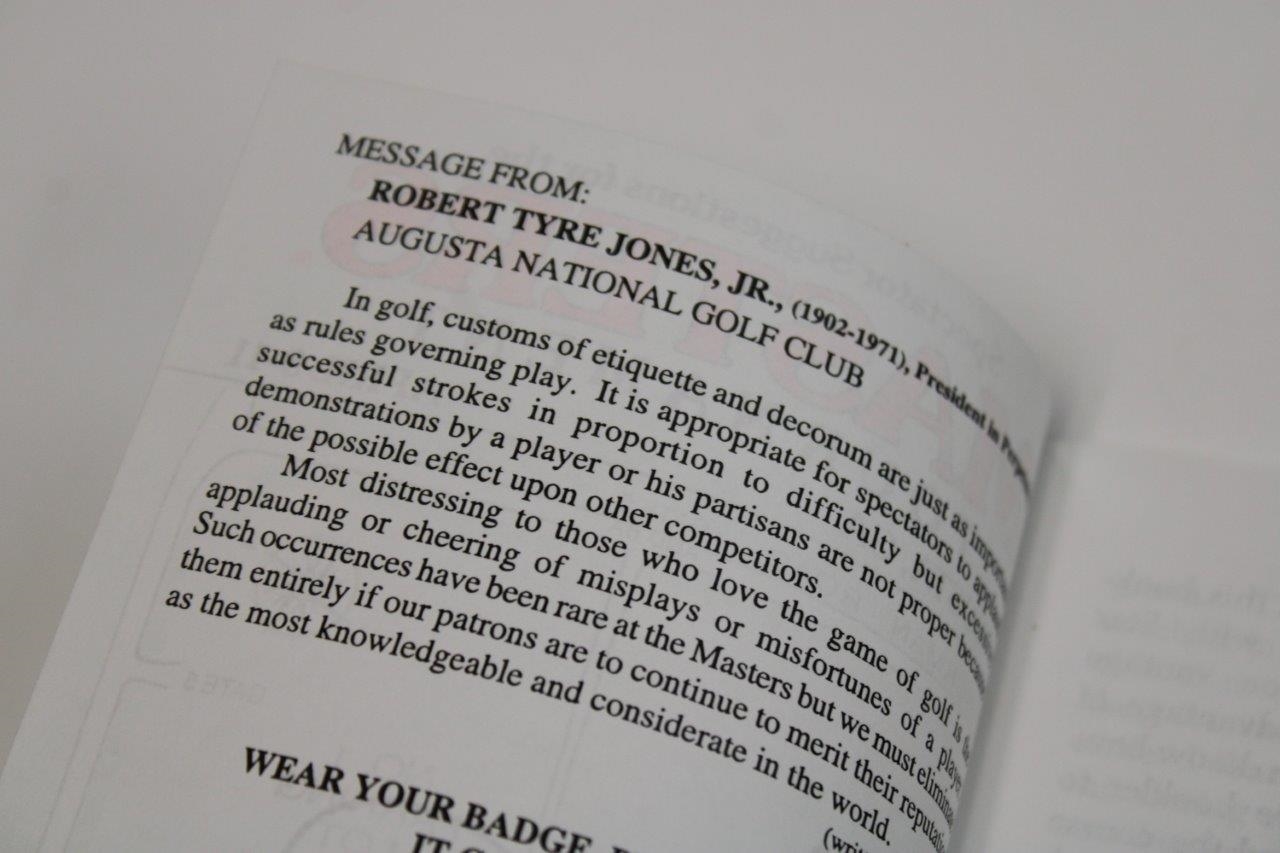 MESSAGE FROM:
ROBERT TYRE JONES, JR., (1902-1971), President in
AUGUSTA NATIONAL GOLF CLUB
In golf, customs of etiquette and decorum are just as
as rules governing play. It is appropriate for spectators to
successful strokes in proportion to difficulty but
demonstrations by a player or his partisans are not proper
of the possible effect upon other competitors.
Most distressing to those who love the game of golf is
applauding or cheering of misplays or misfortunes of a
Such occurrences have been rare at the Masters but we must
them entirely if our patrons are to continue to merit their
as the most knowledgeable and considerate in the world.
WEAR YOUR BADGE
IT